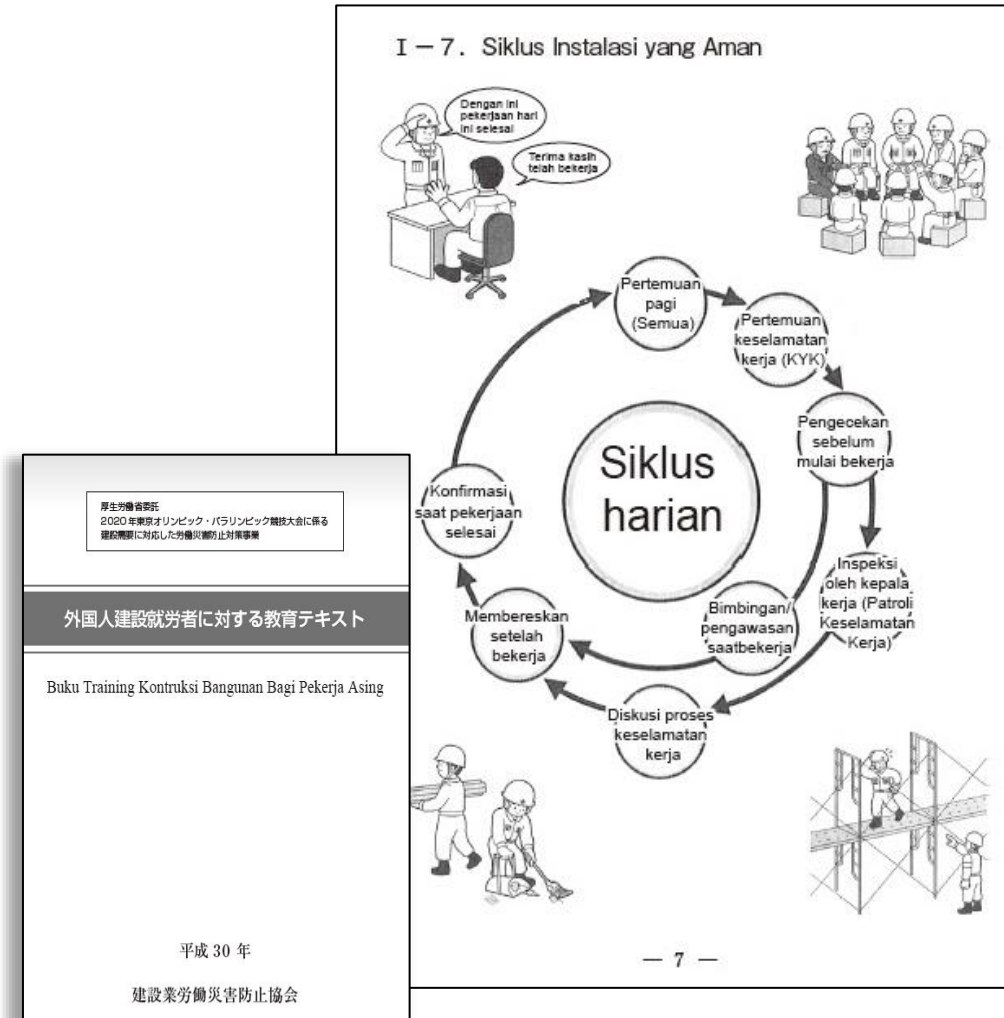 I－7. Siklus Instalasi yang Aman
Dengan ini
pekerjaan hari
ini selesai
Terima kasih
telah bekerja
Pertemuan
pagi
(Semua)
Pertemuan
keselamatan
kerja (KYK)
Pengecekan
sebelum
mulai bekerja
Siklus
harian
Inspeksi
oleh kepala
kerja (Patroli
Keselamatan
Kerja)
Bimbingan/
pengawasan
saatbekerja
Diskusi proses
keselamatan
kerja
Membereskan
setelah
bekerja
Konfirmasi
saat pekerjaan
selesai
— 7 —
厚生労働省委託
2020年東京オリンピック・パラリンピック競技大会に係る
建設需要に対応した労働災害防止対策事業
外国人建設就労者に対する教育テキスト
Buku Training Kontruksi Bangunan Bagi Pekerja Asing
平成 30 年
建設業労働災害防止協会